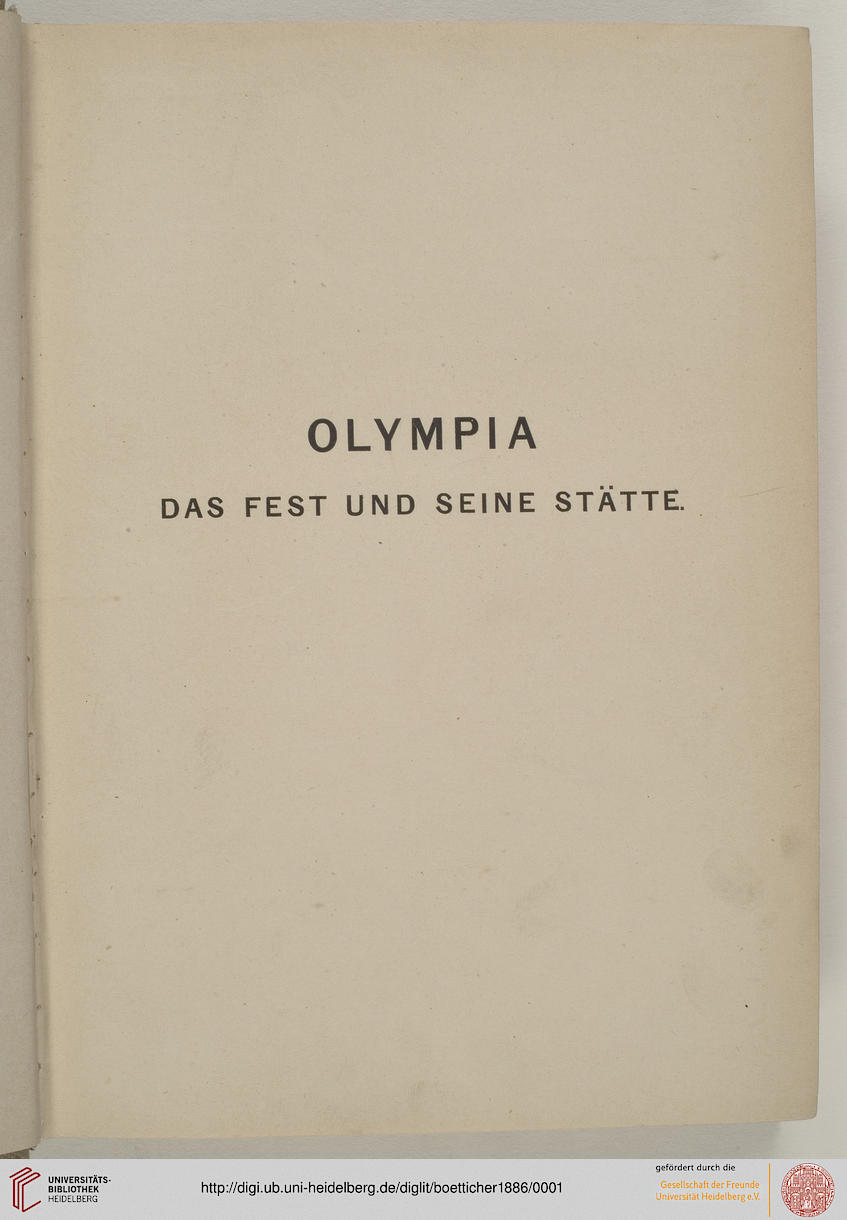 OLYMPIA
DAS FEST UND SEINE STÄTTE.
UNIVERSITÄTS-
BIBLIOTHEK
HEIDELBERG
http://digi.ub.uni-heidelberg.de/diglit/boetticher1886/0001
gefördert durch die
Gesellschaft der Freunde
Universität Heidelberg e.V.